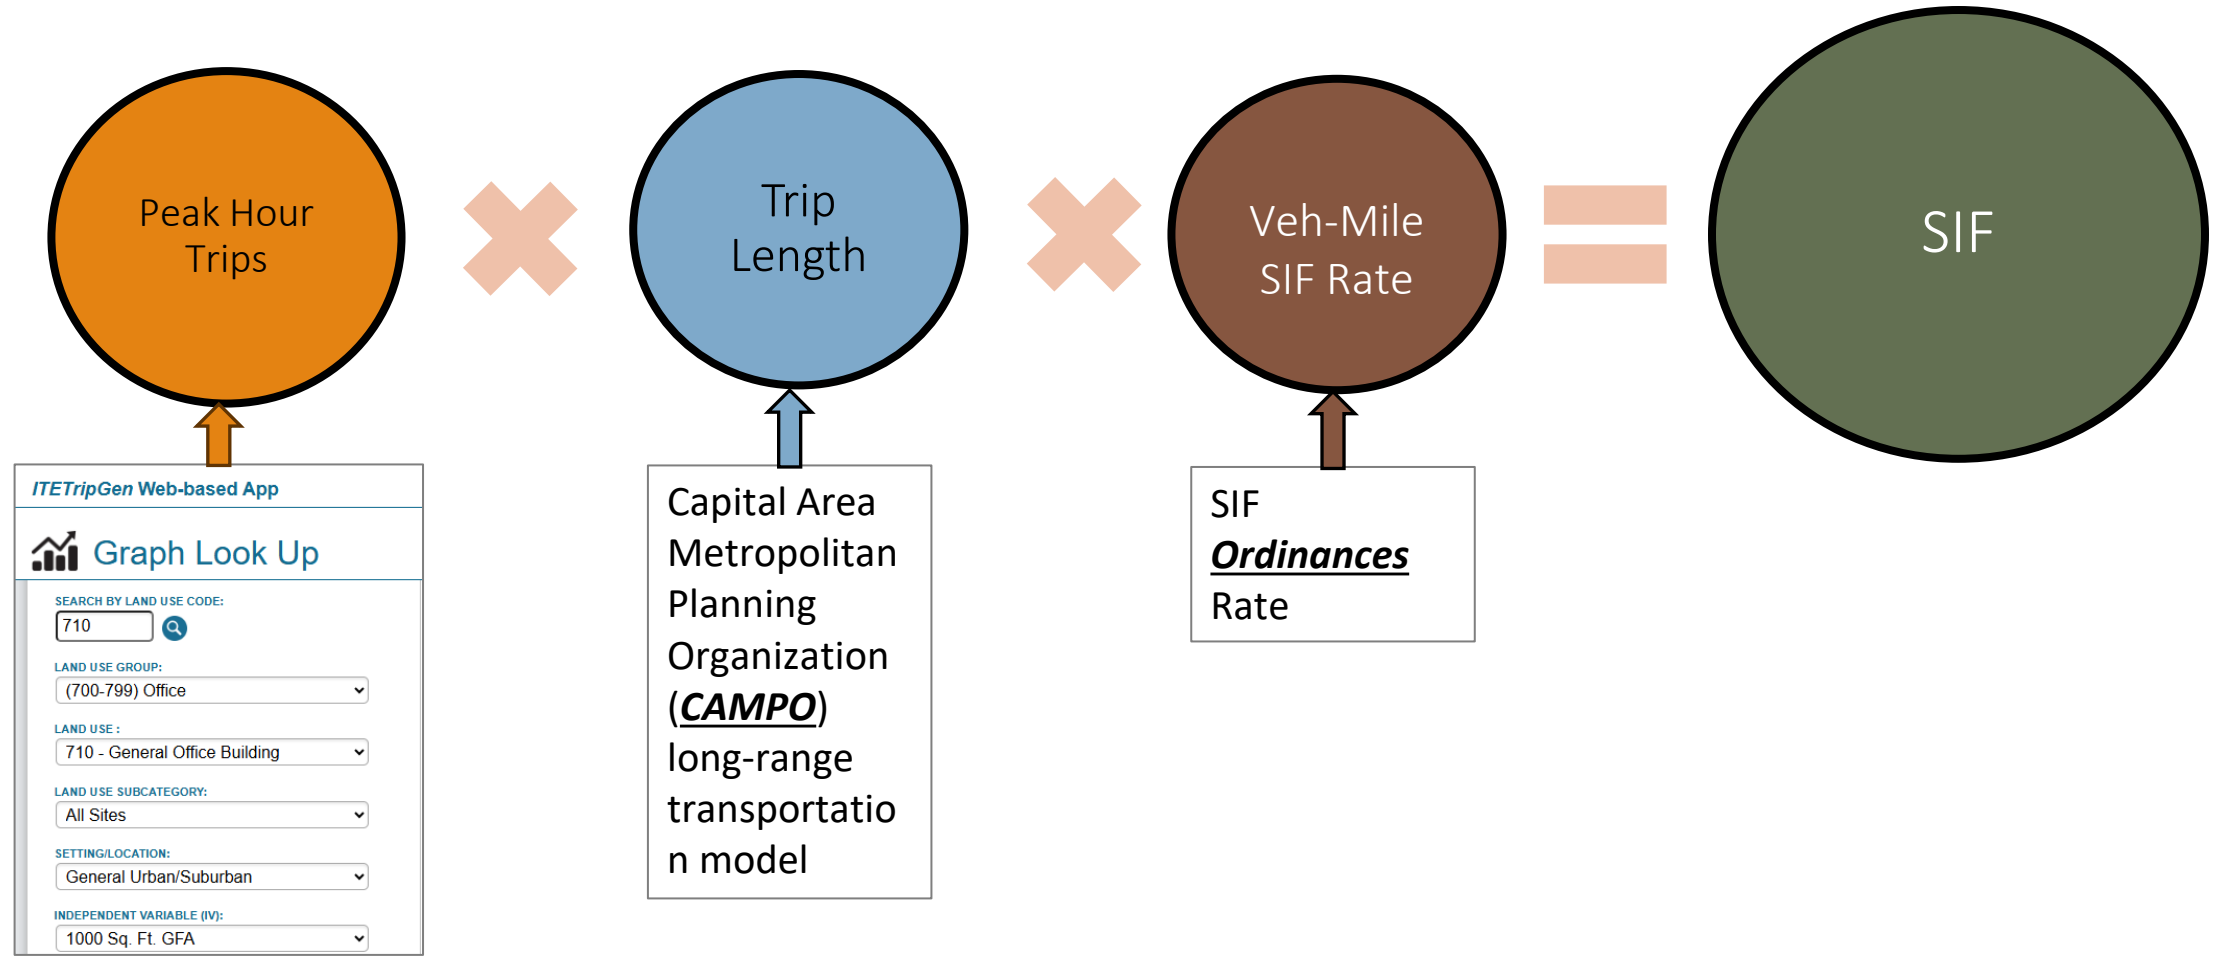 Peak Hour
Trips
Trip
Length
Veh-Mile
SIF Rate
SIF
ITETripGen Web-based App
Graph Look Up
SEARCH BY LAND USE CODE:
710
LAND USE GROUP:
(700-799) Office
LAND USE :
710 - General Office Building
LAND USE SUBCATEGORY:
All Sites
SETTING/LOCATION:
General Urban/Suburban
INDEPENDENT VARIABLE (IV):
1000 Sq. Ft. GFA
Capital Area
Metropolitan
Planning
Organization
(CAMPO)
long-range
transportatio
n model
SIF
Ordinances
Rate